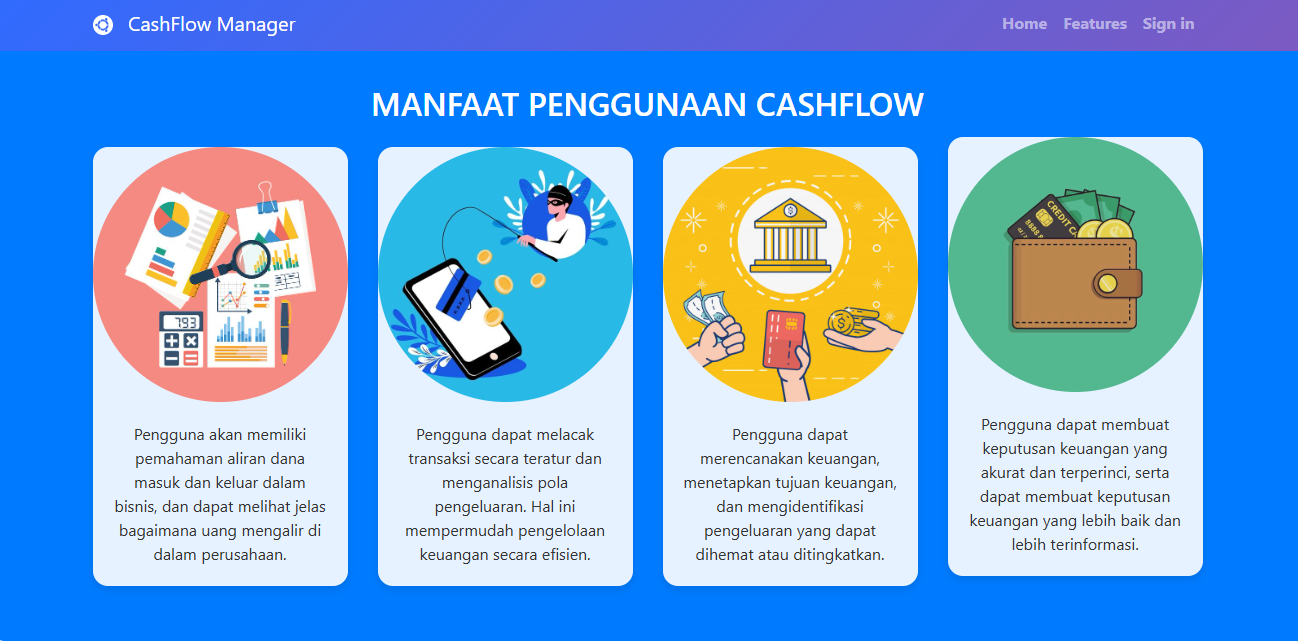 CashFlow Manager
Home Features Sign in
MANFAAT PENGGUNAAN CASHFLOW
793
Pengguna akan memiliki
pemahaman aliran dana
masuk dan keluar dalam
bisnis, dan dapat melihat jelas
bagaimana uang mengalir di
dalam perusahaan.
Pengguna dapat melacak
transaksi secara teratur dan
menganalisis pola
pengeluaran. Hal ini
mempermudah pengelolaan
keuangan secara efisien.
Pengguna dapat
merencanakan keuangan,
menetapkan tujuan keuangan,
dan mengidentifikasi
pengeluaran yang dapat
dihemat atau ditingkatkan.
CREDIT
8888
Pengguna dapat membuat
keputusan keuangan yang
akurat dan terperinci, serta
dapat membuat keputusan
keuangan yang lebih baik dan
lebih terinformasi.